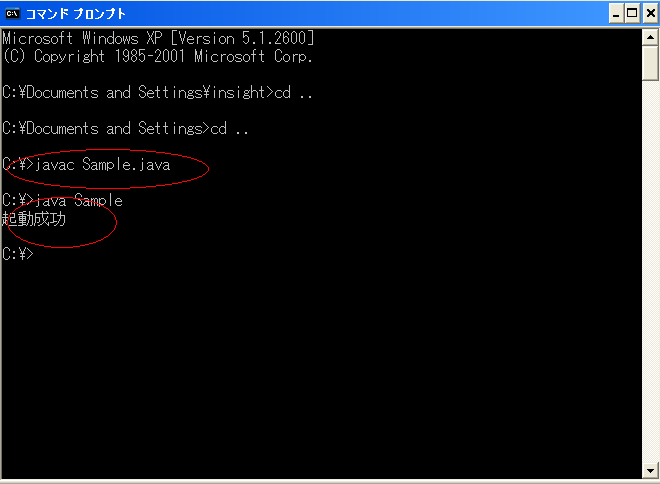 コマンド プロンプト
Microsoft Windows XP [Version 5.1.2600]
(C) Copyright 1985-2001 Microsoft Corp.
C:¥Documents and Settings¥insight>cd ..
C:¥Documents and Settings>cd ..
C:¥>javac Sample.java
C:¥>java Sample
起動成功
C:¥>